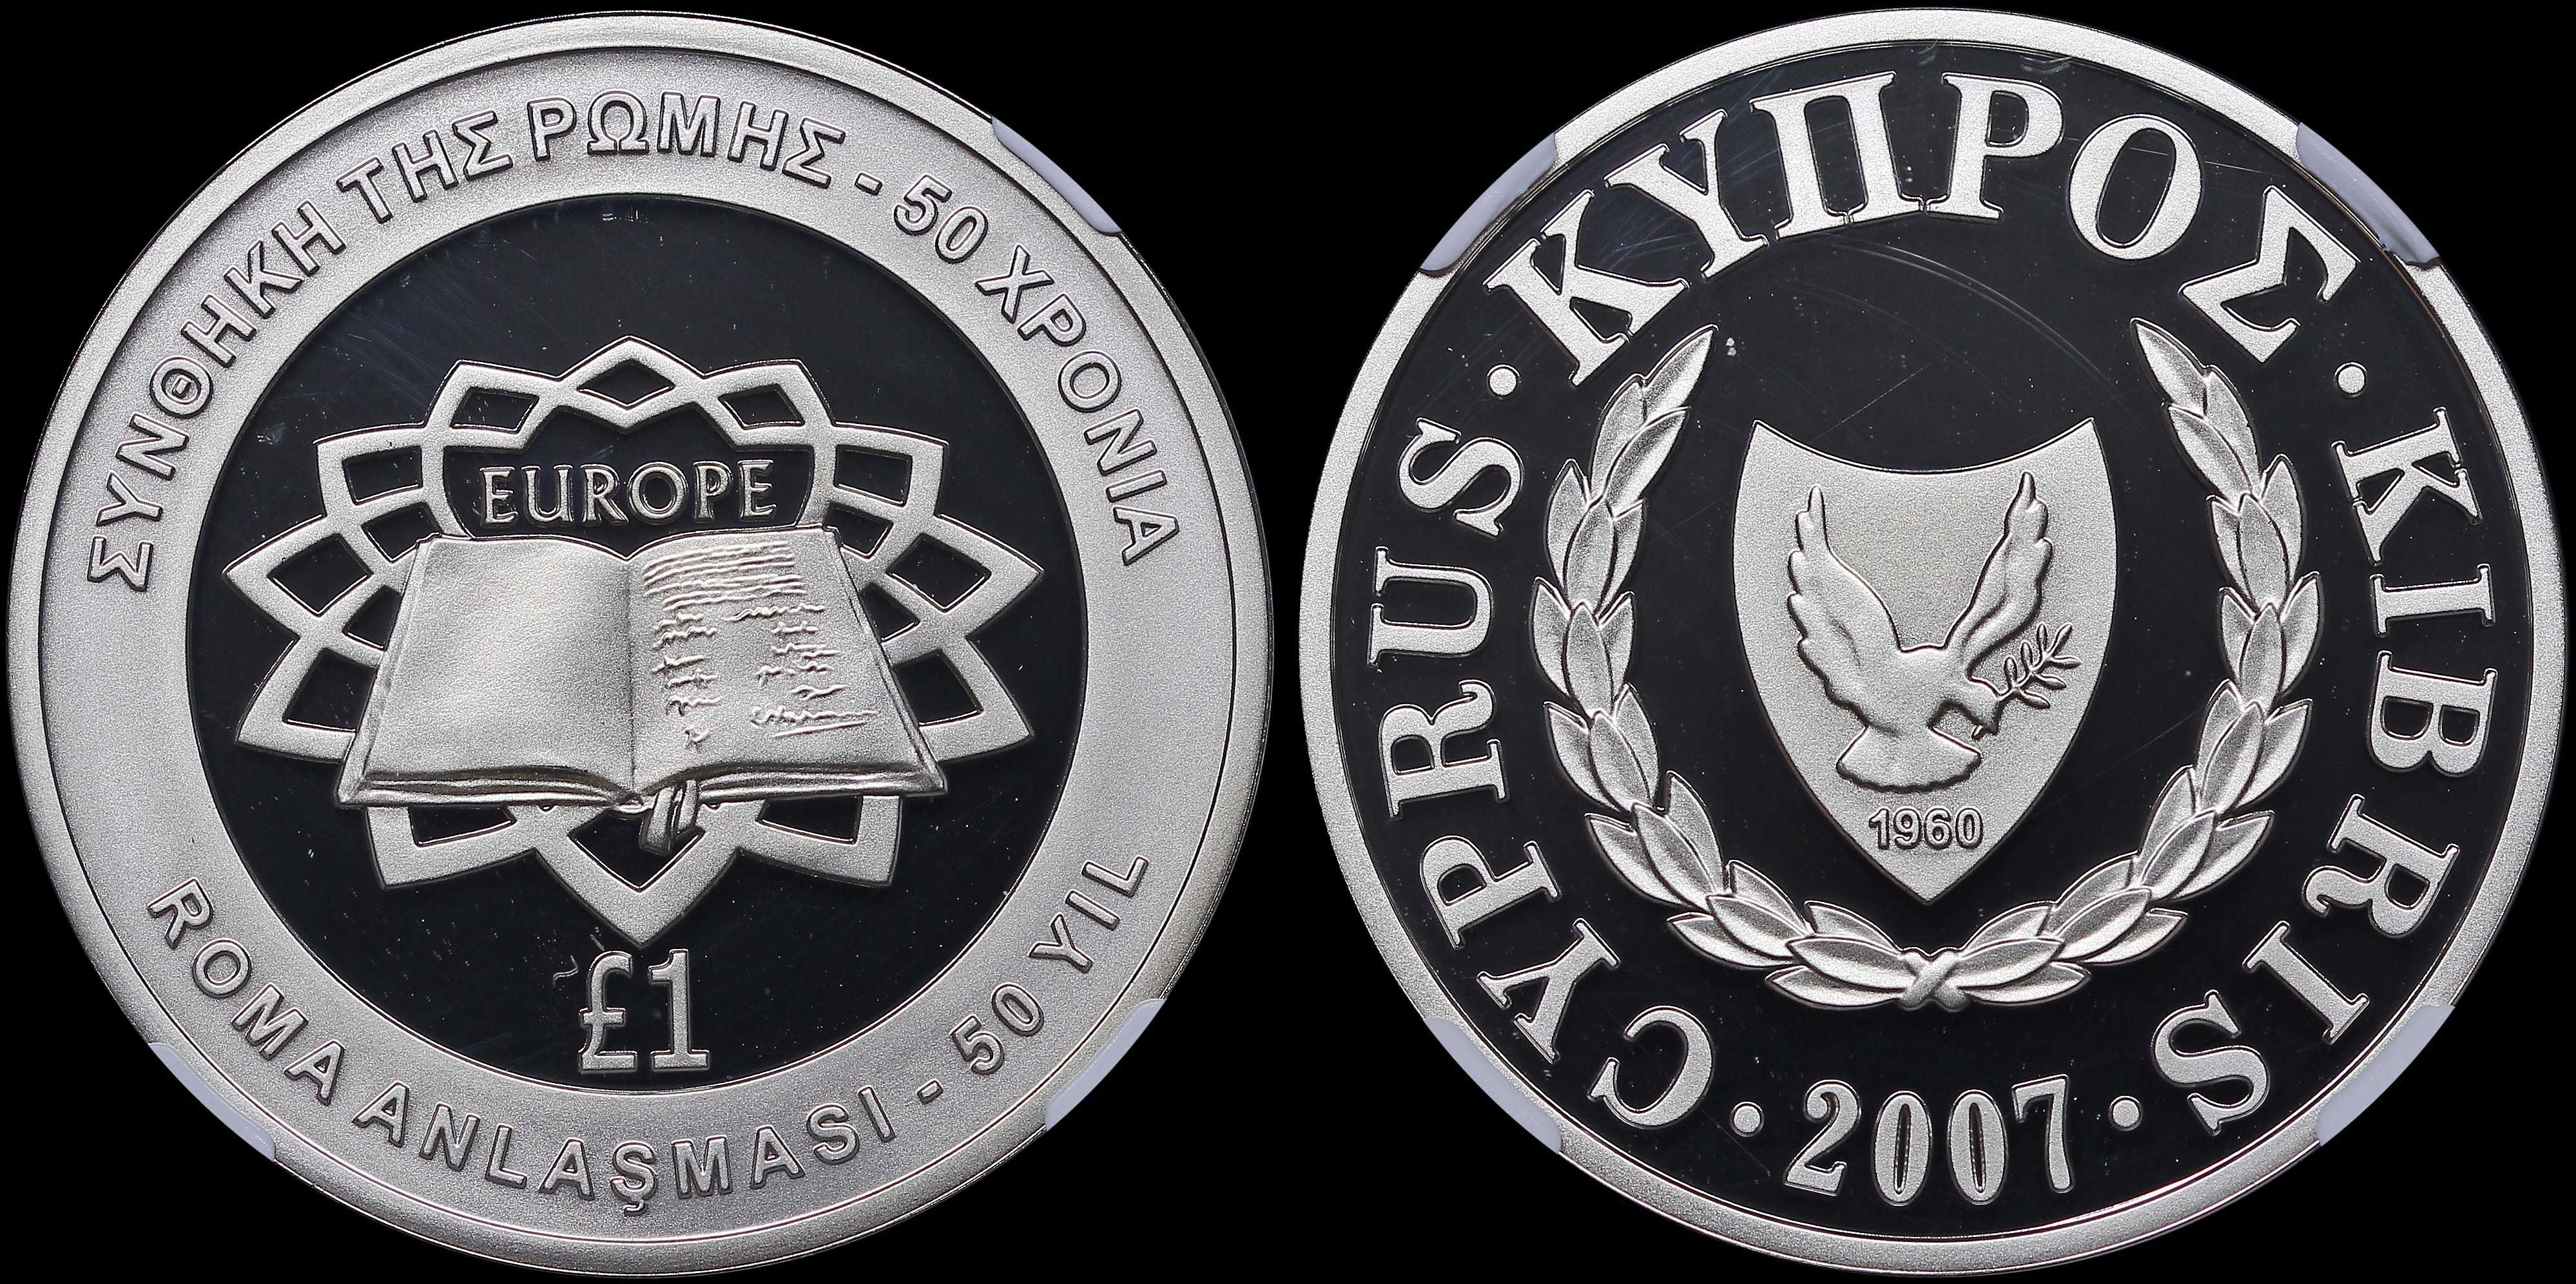 ΣΥΝΘΗΚΗ ΤΗΣ ΡΩΜΗΣ - 50 ΧΡΟΝΙΑ
EUROPE
£1
ROMA ANLAŞMASI - 50 YIL
CYPRUS · ΚΥΠΡΟΣ · KIBRIS
1960
· 2007 ·